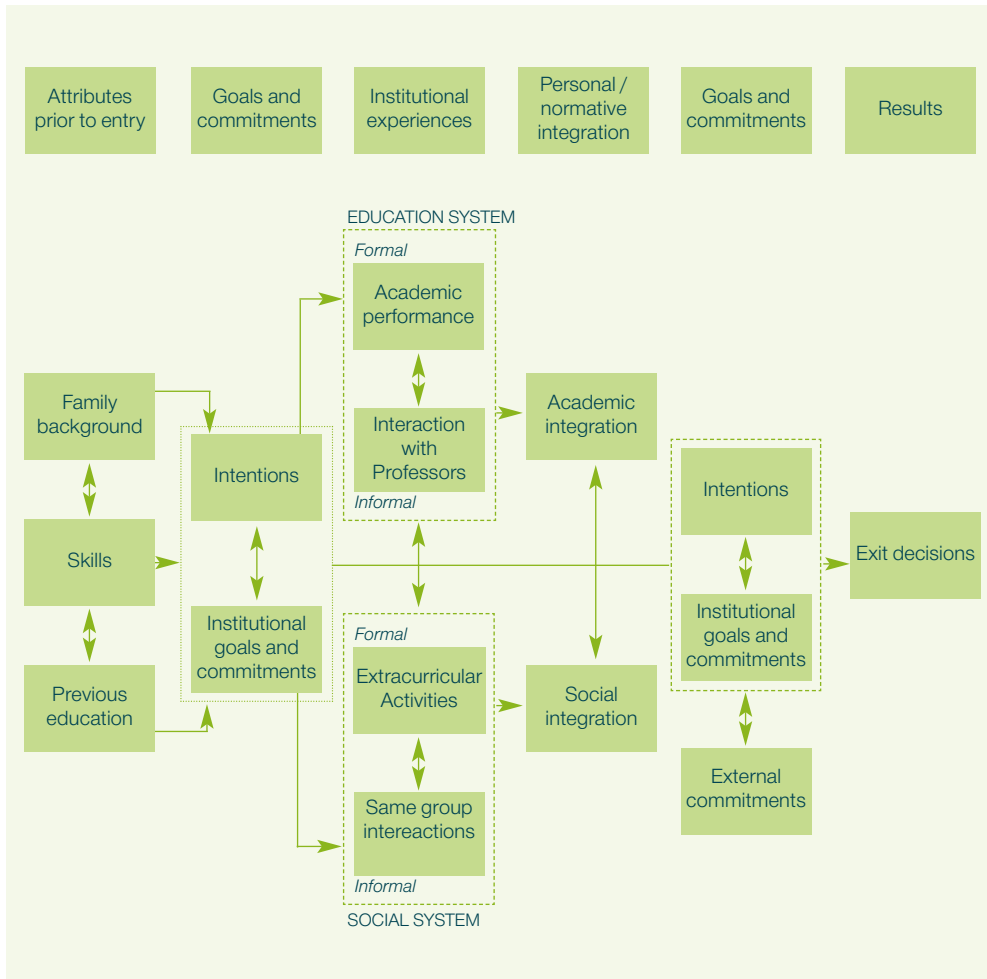 Attributes
prior to entry
Goals and
commitments
Institutional
experiences
Personal /
normative
integration
Goals and
commitments
Results
EDUCATION SYSTEM
Formal
Academic
performance
Interaction
with
Professors
Informal
Family
background
Skills
Previous
education
Intentions
Institutional
goals and
commitments
Formal
Extracurricular
Activities
Same group
intereactions
Informal
SOCIAL SYSTEM
Academic
integration
Social
integration
Intentions
Institutional
goals and
commitments
External
commitments
Exit decisions